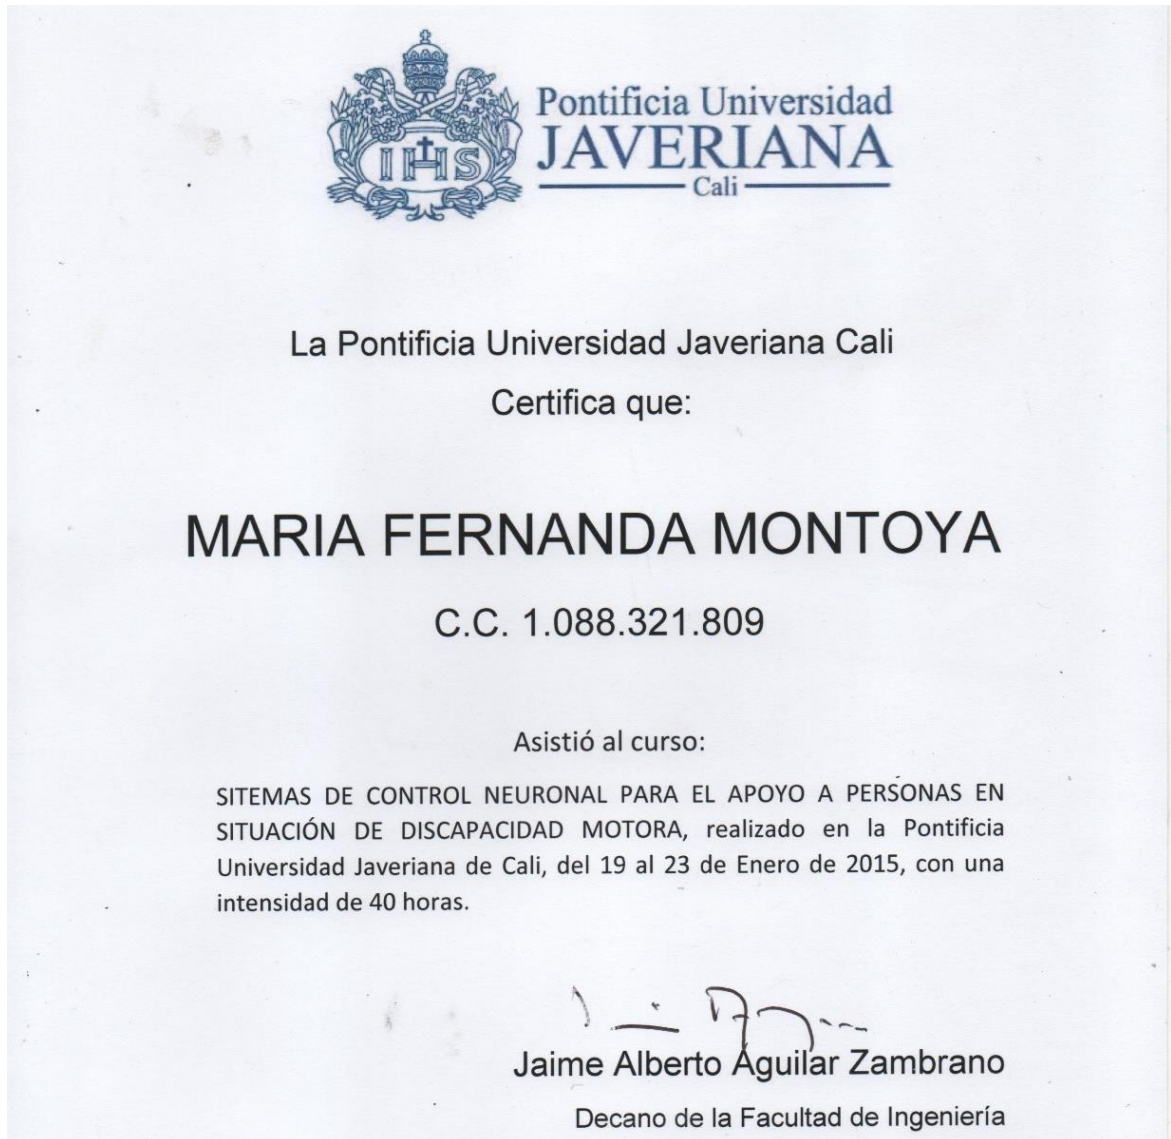 IHS
Pontificia Universidad
JAVERIANA
Cali
La Pontificia Universidad Javeriana Cali
Certifica que:
MARIA FERNANDA MONTOYA
C.C. 1.088.321.809
Asistió al curso:
SITEMAS DE CONTROL NEURONAL PARA EL APOYO A PERSONAS EN
SITUACIÓN DE DISCAPACIDAD MOTORA, realizado en la Pontificia
Universidad Javeriana de Cali, del 19 al 23 de Enero de 2015, con una
intensidad de 40 horas.
Jaime Alberto Aguilar Zambrano
Decano de la Facultad de Ingeniería